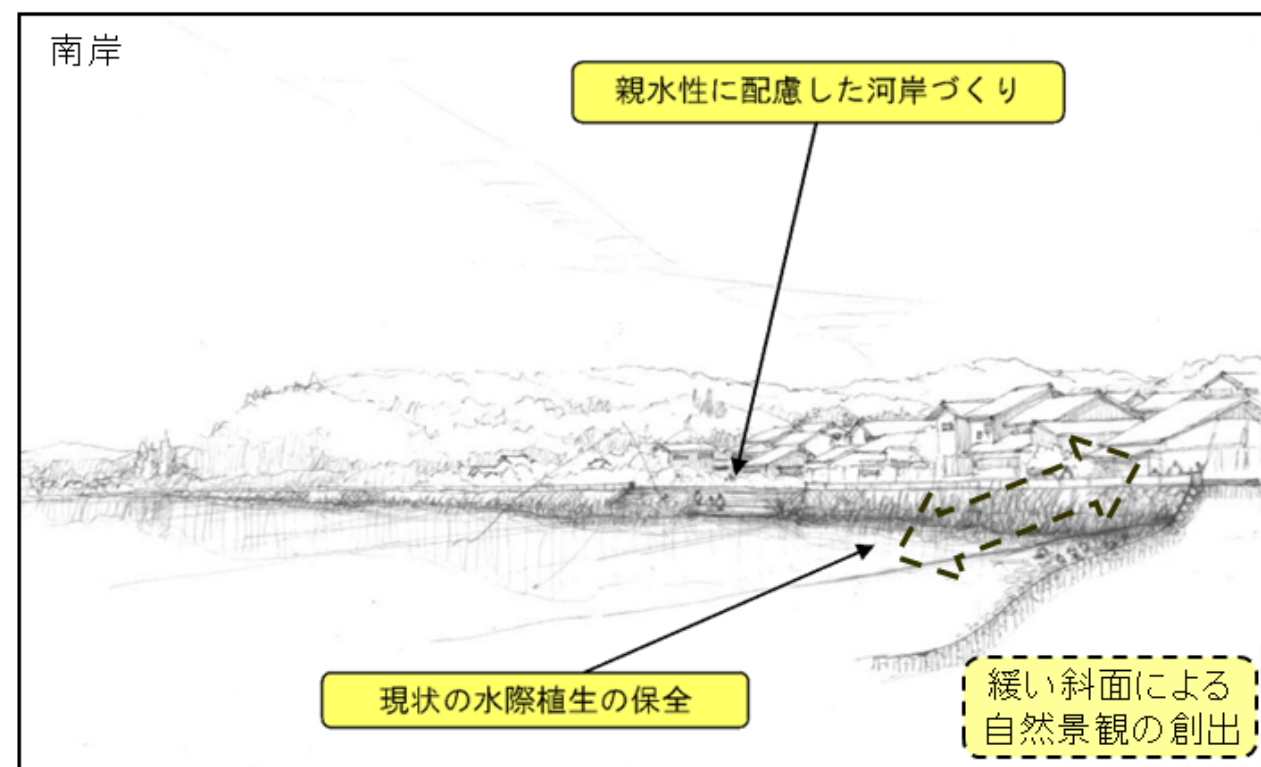 南岸
親水性に配慮した河岸づくり
現状の水際植生の保全
緩い斜面による
自然景観の創出